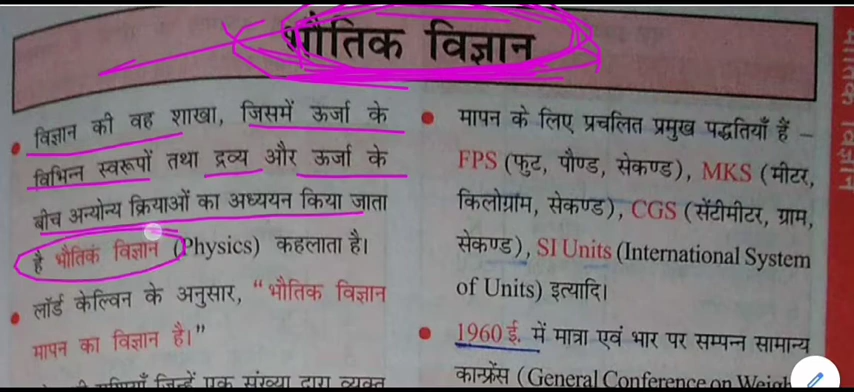 भौतिक विज्ञान
विज्ञान की वह शाखा, जिसमें ऊर्जा के
विभिन्न स्वरूपों तथा द्रव्य और ऊर्जा के
बीच अन्योन्य क्रियाओं का अध्ययन किया जाता
है भौतिक विज्ञान (Physics) कहलाता है।
लॉर्ड केल्विन के अनुसार, “भौतिक विज्ञान
मापन का विज्ञान है।”
जिन्हें एक संख्या द्वारा व्यक्त
मापन के लिए प्रचलित प्रमुख पद्धतियाँ हैं –
FPS (फुट, पौण्ड, सेकण्ड), MKS (मीटर,
किलोग्राम, सेकण्ड), CGS (सेंटीमीटर, ग्राम,
सेकण्ड), SI Units (International System
of Units) इत्यादि।
1960 ई. में मात्रा एवं भार पर सम्पन्न सामान्य
कान्फ्रेंस (General Conference on
भौतिक विज्ञान